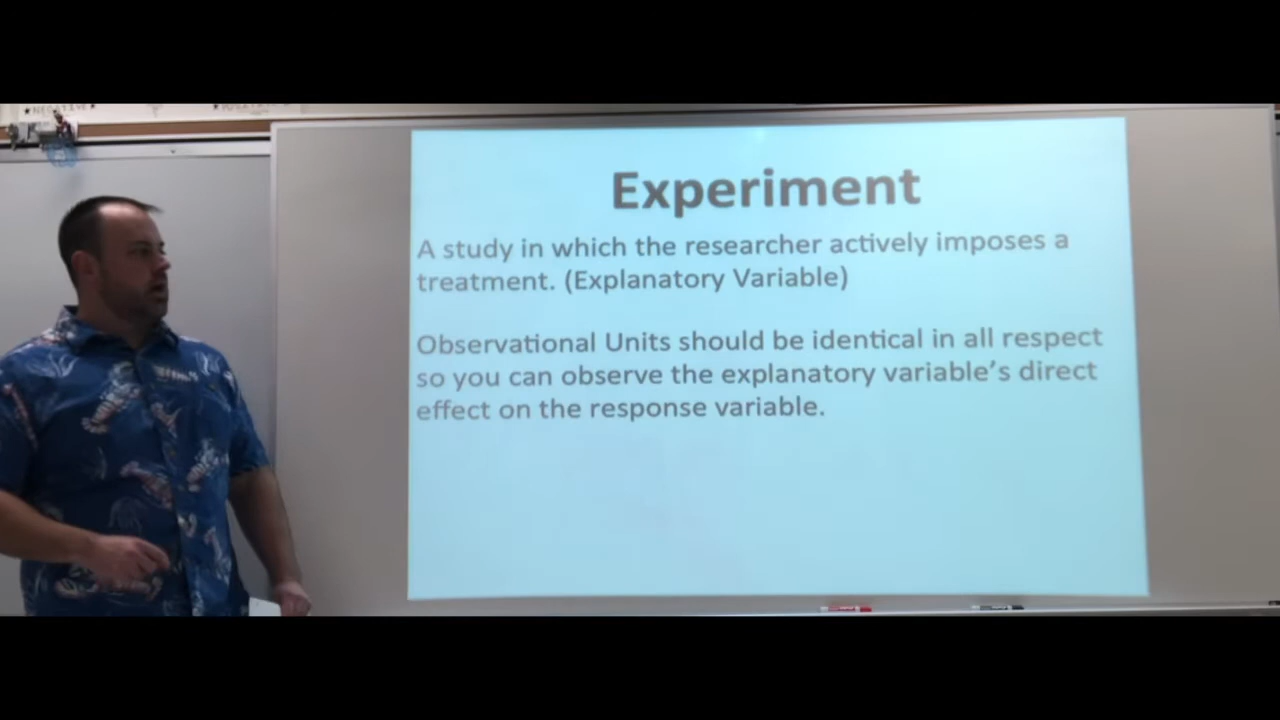 ★NEGATIVE★
Experiment
A study in which the researcher actively imposes a
treatment. (Explanatory Variable)
Observational Units should be identical in all respect
so you can observe the explanatory variable’s direct
effect on the response variable.